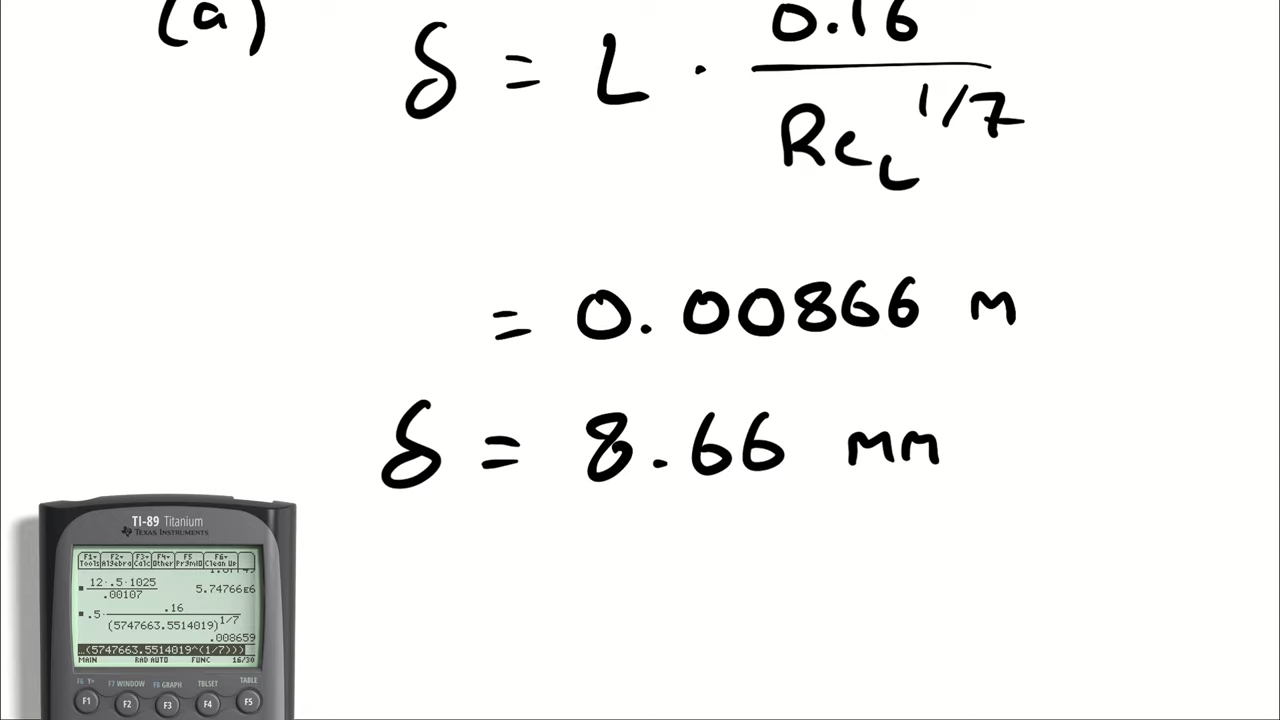 (a)
δ = L · 0.16 / Re_L^1/7
= 0.00866 m
δ = 8.66 mm
TI-89 Titanium
TEXAS INSTRUMENTS
F1 F2 F3 F4 F5 F6
Tools Algebra Calc Other PrgmIO Clean Up
12·.5·1025 / .00107 5.74766E6
.5· .16 / (5747663.5514019)^1/7
.008659
…(5747663.5514019^(1/7)))
MAIN RAD AUTO FUNC 16/30
F6 Y= F7 WINDOW F8 GRAPH TBLSET TABLE
F1 F2 F3 F4 F5